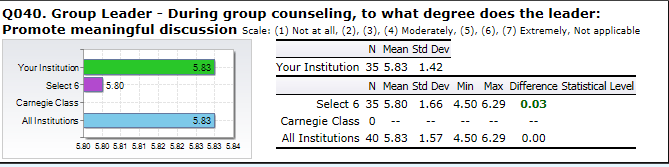 Q040. Group Leader - During group counseling, to what degree does the leader:
Promote meaningful discussion Scale: (1) Not at all, (2), (3), (4) Moderately, (5), (6), (7) Extremely, Not applicable
Your Institution 5.83
Select 6 5.80
Carnegie Class
All Institutions 5.83
5.80 5.80 5.81 5.81 5.82 5.82 5.83 5.83 5.84
N Mean Std Dev
Your Institution 35 5.83 1.42
N Mean Std Dev Min Max Difference Statistical Level
Select 6 35 5.80 1.66 4.50 6.29 0.03
Carnegie Class 0 -- -- -- -- --
All Institutions 40 5.83 1.57 4.50 6.29 0.00